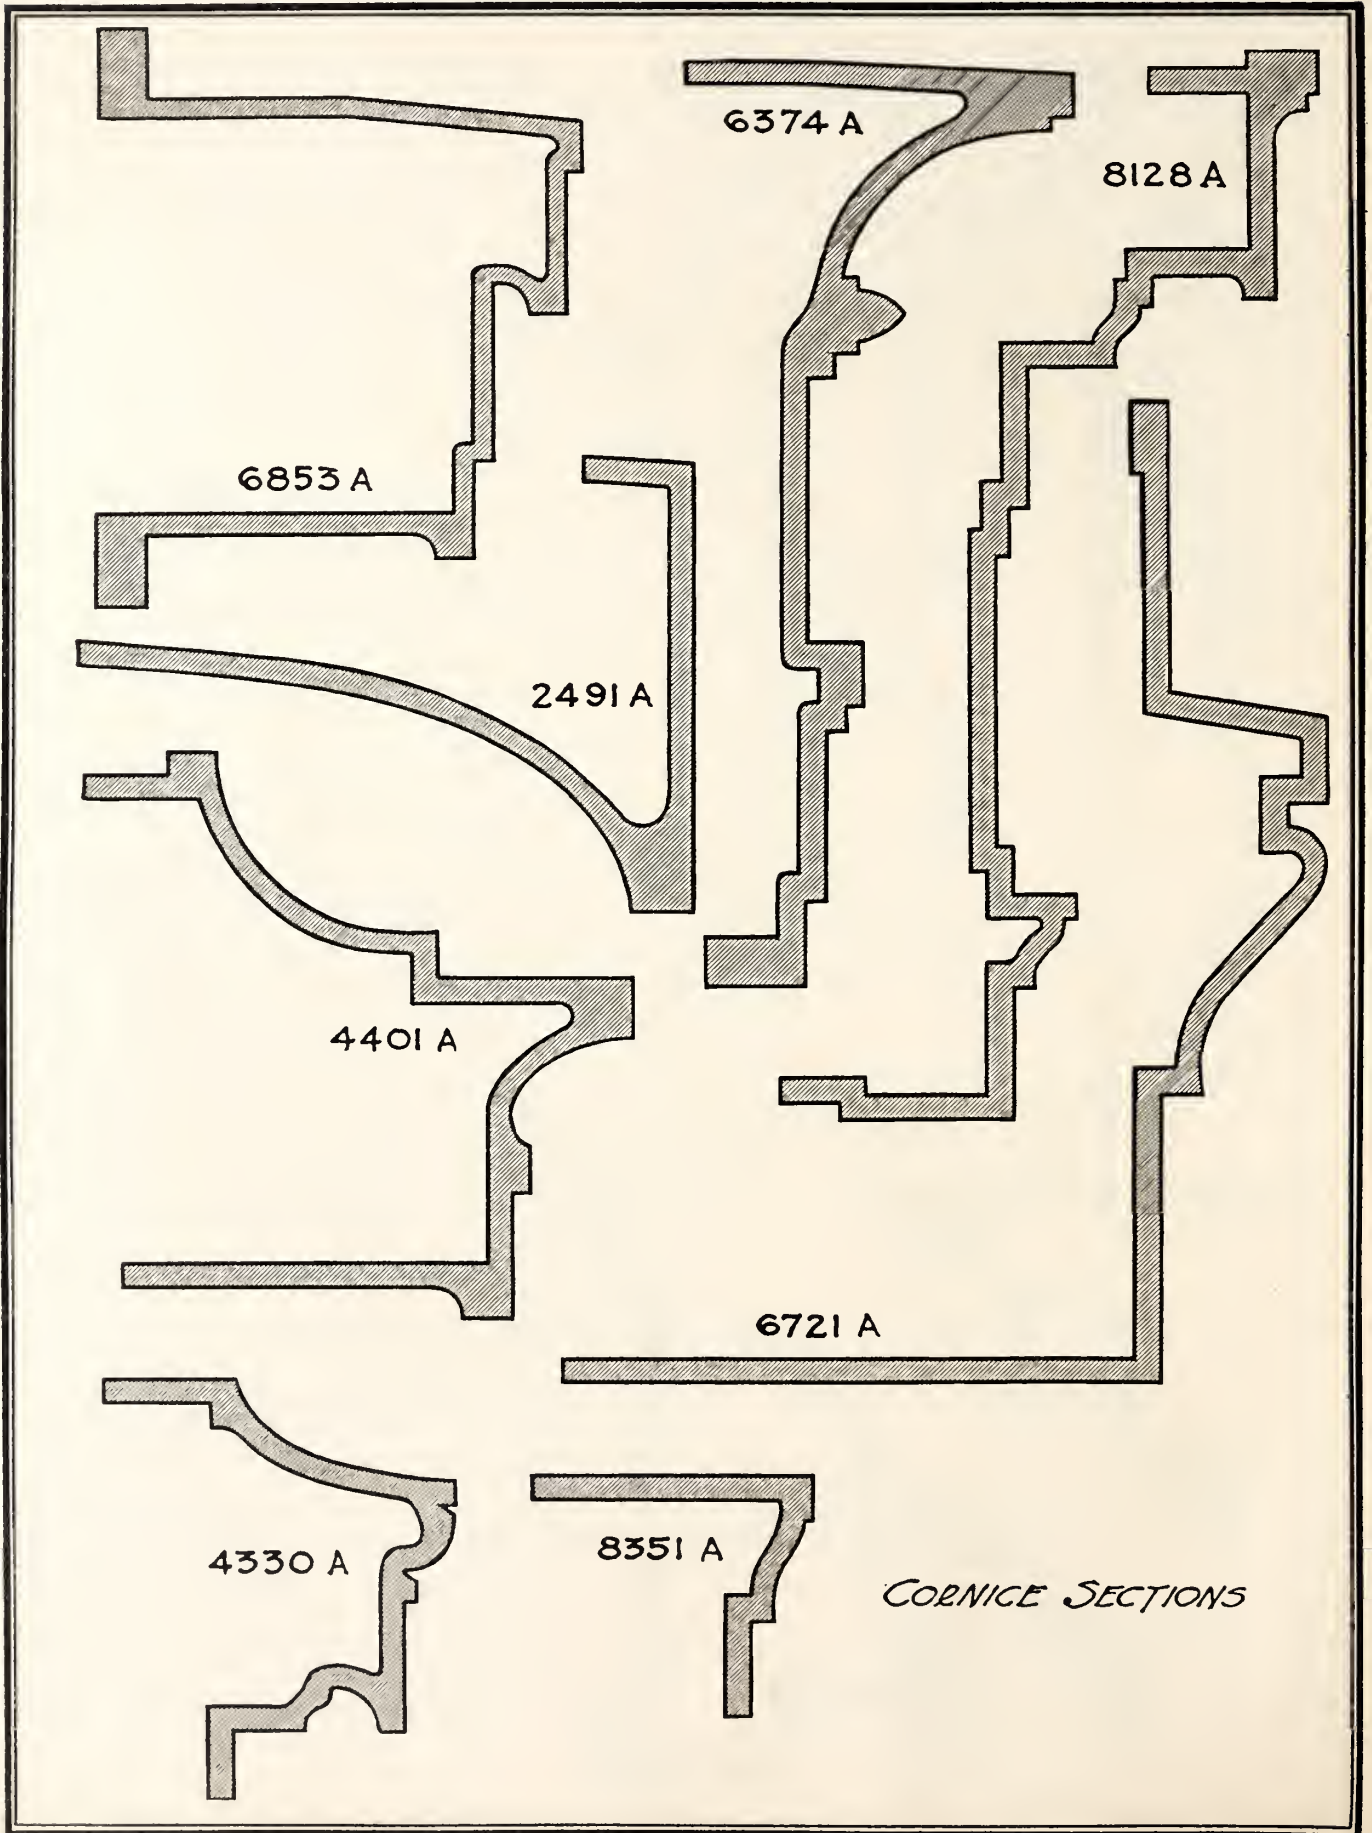 6374 A
8128 A
6853 A
2491 A
4401 A
6721 A
4330 A
8351 A
CORNICE SECTIONS